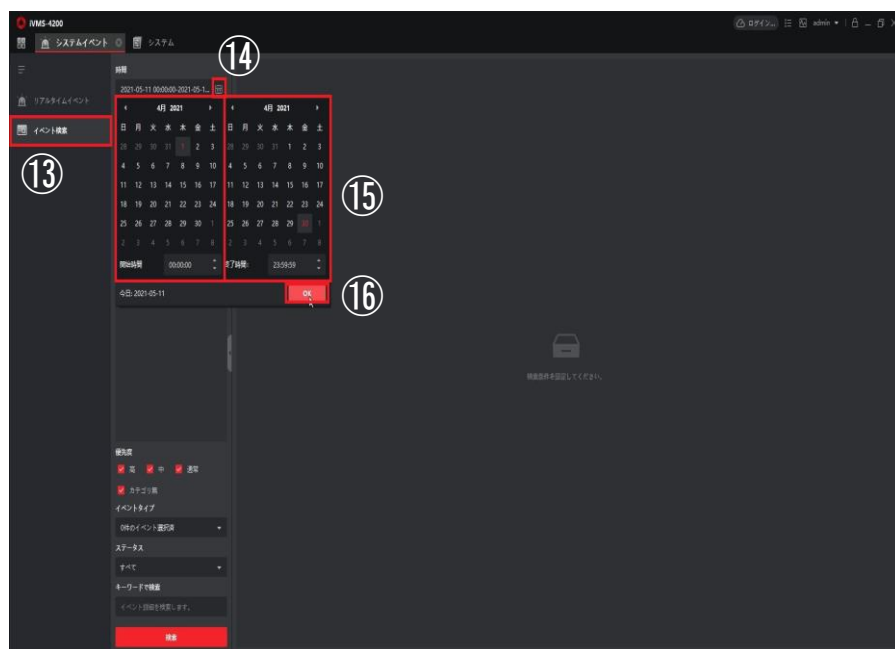 iVMS-4200
ログイン... admin
システムイベント システム
⑭
時間
2021-05-11 00:00:00-2021-05-1...
リアルタイムイベント
イベント検索
⑬
4月 2021 4月 2021
日 月 火 水 木 金 土 日 月 火 水 木 金 土
28 29 30 31 1 2 3 28 29 30 31 1 2 3
4 5 6 7 8 9 10 4 5 6 7 8 9 10
11 12 13 14 15 16 17 11 12 13 14 15 16 17
⑮
18 19 20 21 22 23 24 18 19 20 21 22 23 24
25 26 27 28 29 30 1 25 26 27 28 29 30 1
2 3 4 5 6 7 8 2 3 4 5 6 7 8
開始時間 00:00:00 終了時間: 23:59:59
今日: 2021-05-11 OK
⑯
優先度
高 中 通常
カテゴリ無
イベントタイプ
0件のイベント選択済
ステータス
すべて
キーワードで検索
イベント詳細を検索します。
検索